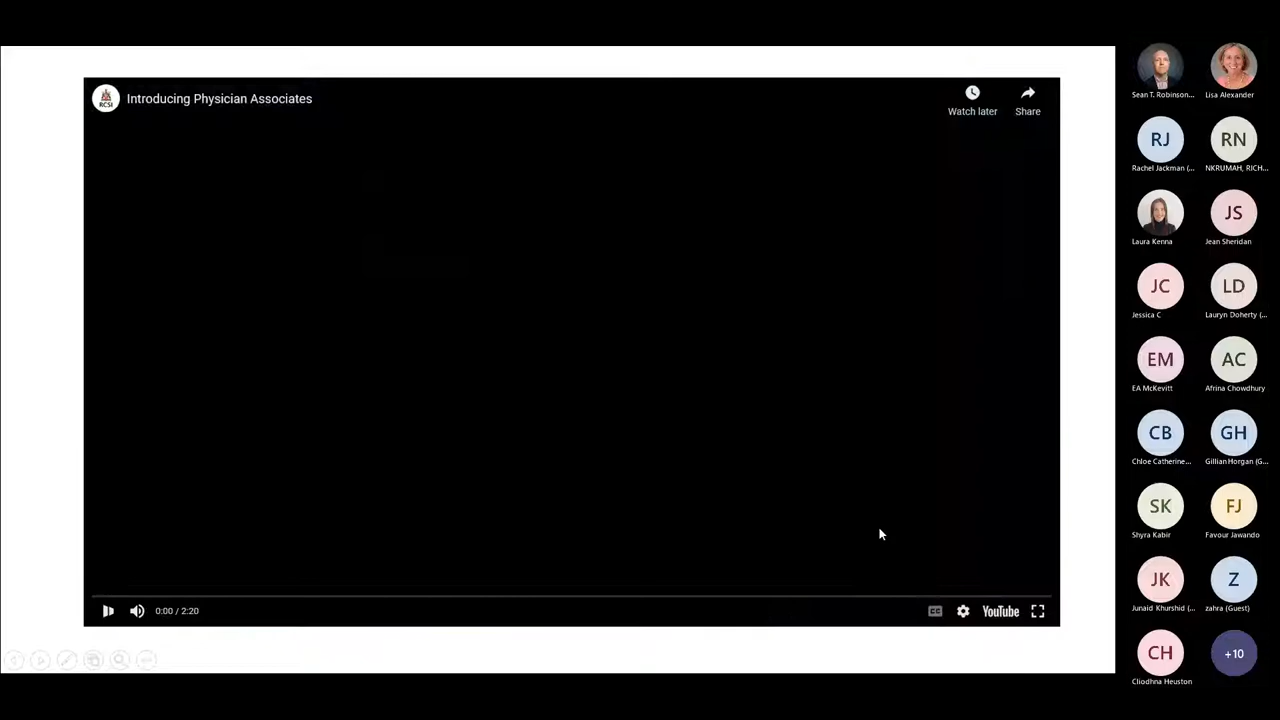 RCSI
Introducing Physician Associates
Watch later
Share
0:00 / 2:20
CC
YouTube
Sean T. Robinson...
Lisa Alexander
RJ
RN
Rachel Jackman (...
NKRUMAH, RICH...
Laura Kenna
JS
Jean Sheridan
JC
LD
Jessica C
Lauryn Doherty (...
EM
AC
EA McKevitt
Afrina Chowdhury
CB
GH
Chloe Catherine...
Gillian Horgan (G...
SK
FJ
Shyra Kabir
Favour Jawando
JK
Z
Junaid Khurshid (...
zahra (Guest)
CH
+10
Cliodhna Heuston